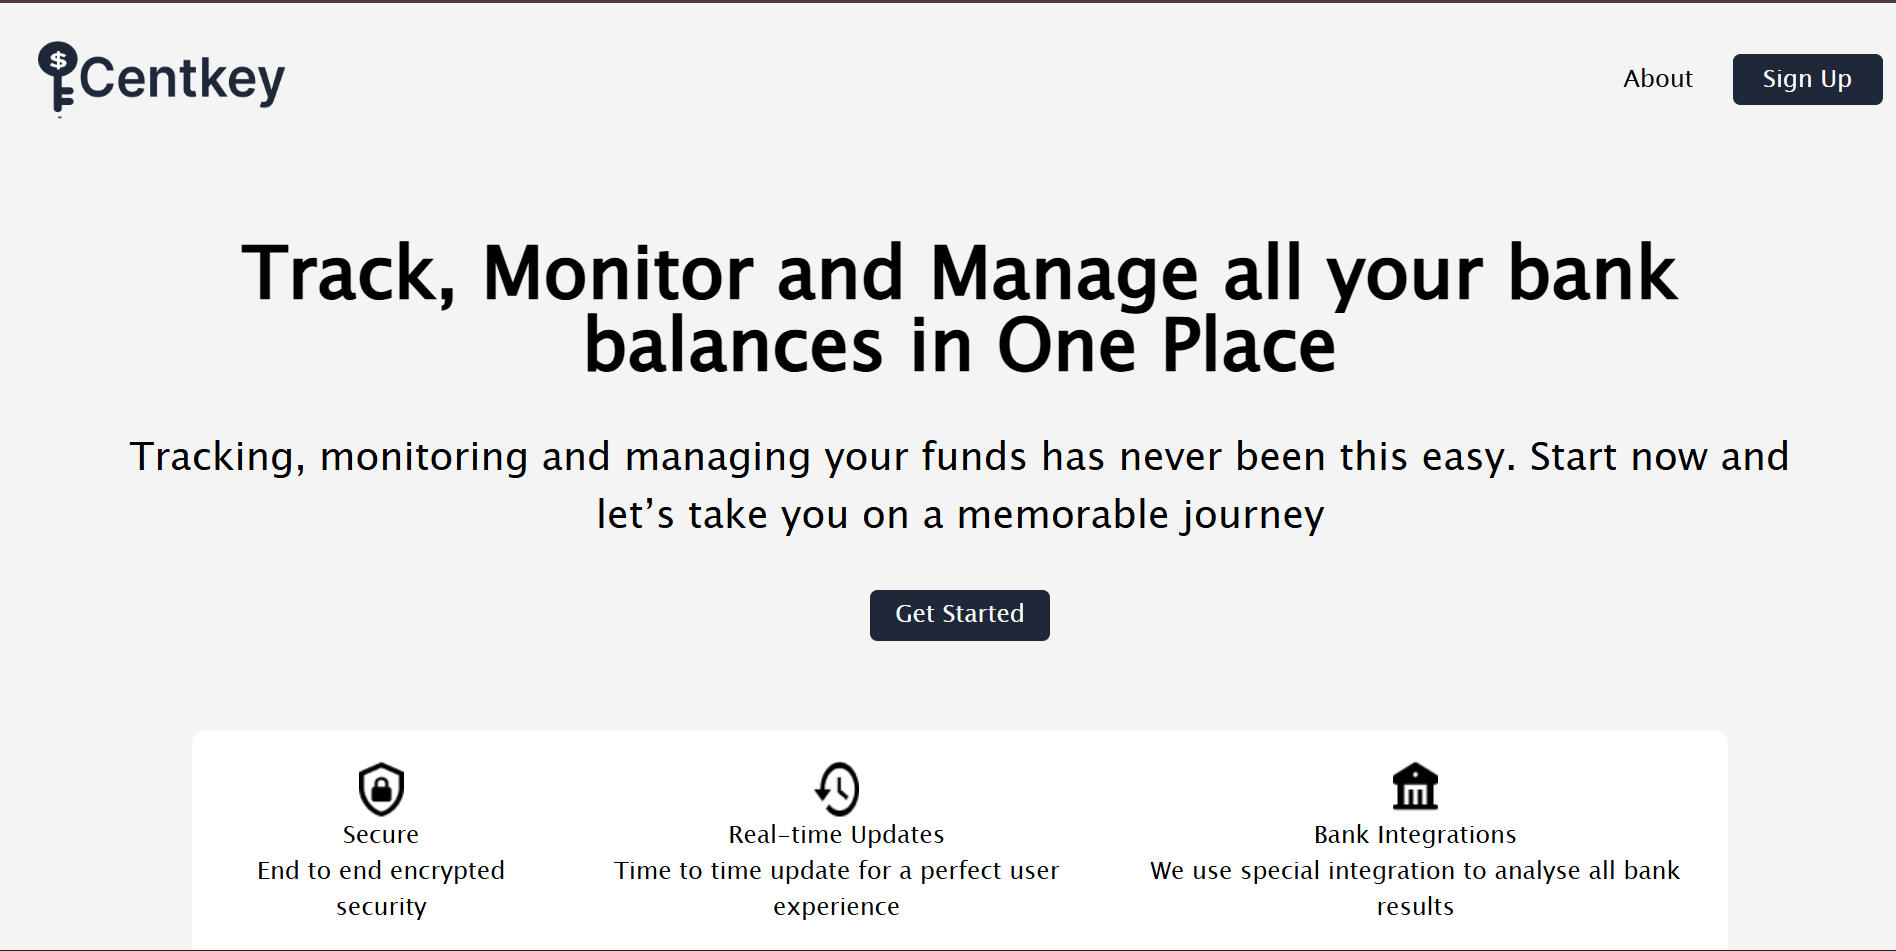 $ Centkey
About
Sign Up
Track, Monitor and Manage all your bank
balances in One Place
Tracking, monitoring and managing your funds has never been this easy. Start now and
let’s take you on a memorable journey
Get Started
Secure
End to end encrypted
security
Real-time Updates
Time to time update for a perfect user
experience
Bank Integrations
We use special integration to analyse all bank
results